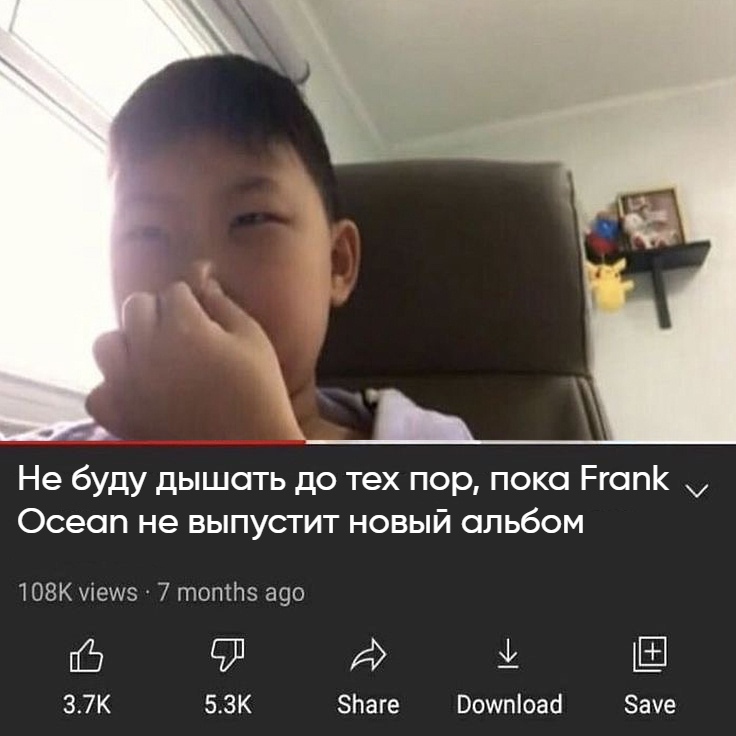 Не буду дышать до тех пор, пока Frank
Ocean не выпустит новый альбом
108K views · 7 months ago
3.7K
5.3K
Share
Download
Save